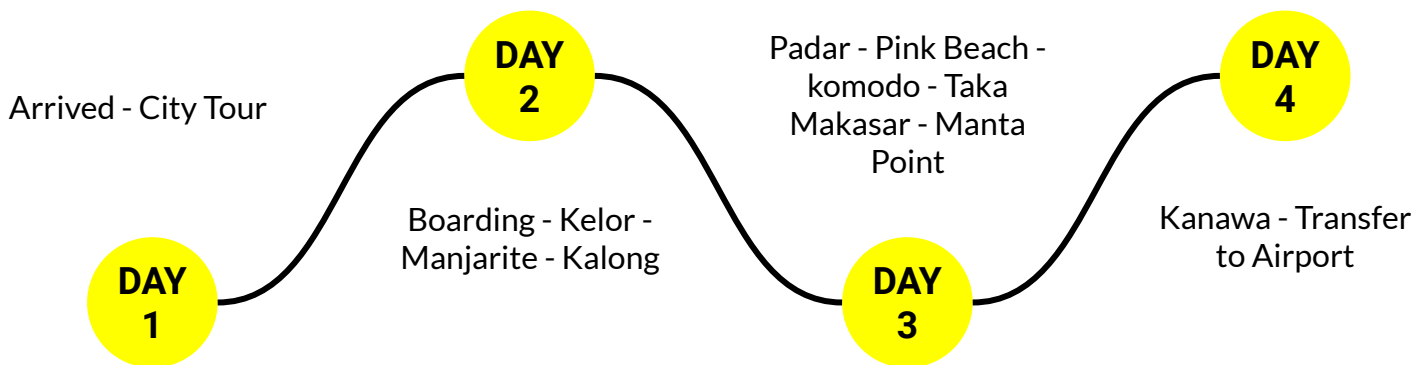 Arrived - City Tour
DAY
1
DAY
2
Boarding - Kelor -
Manjarite - Kalong
Padar - Pink Beach -
komodo - Taka
Makasar - Manta
Point
DAY
3
DAY
4
Kanawa - Transfer
to Airport